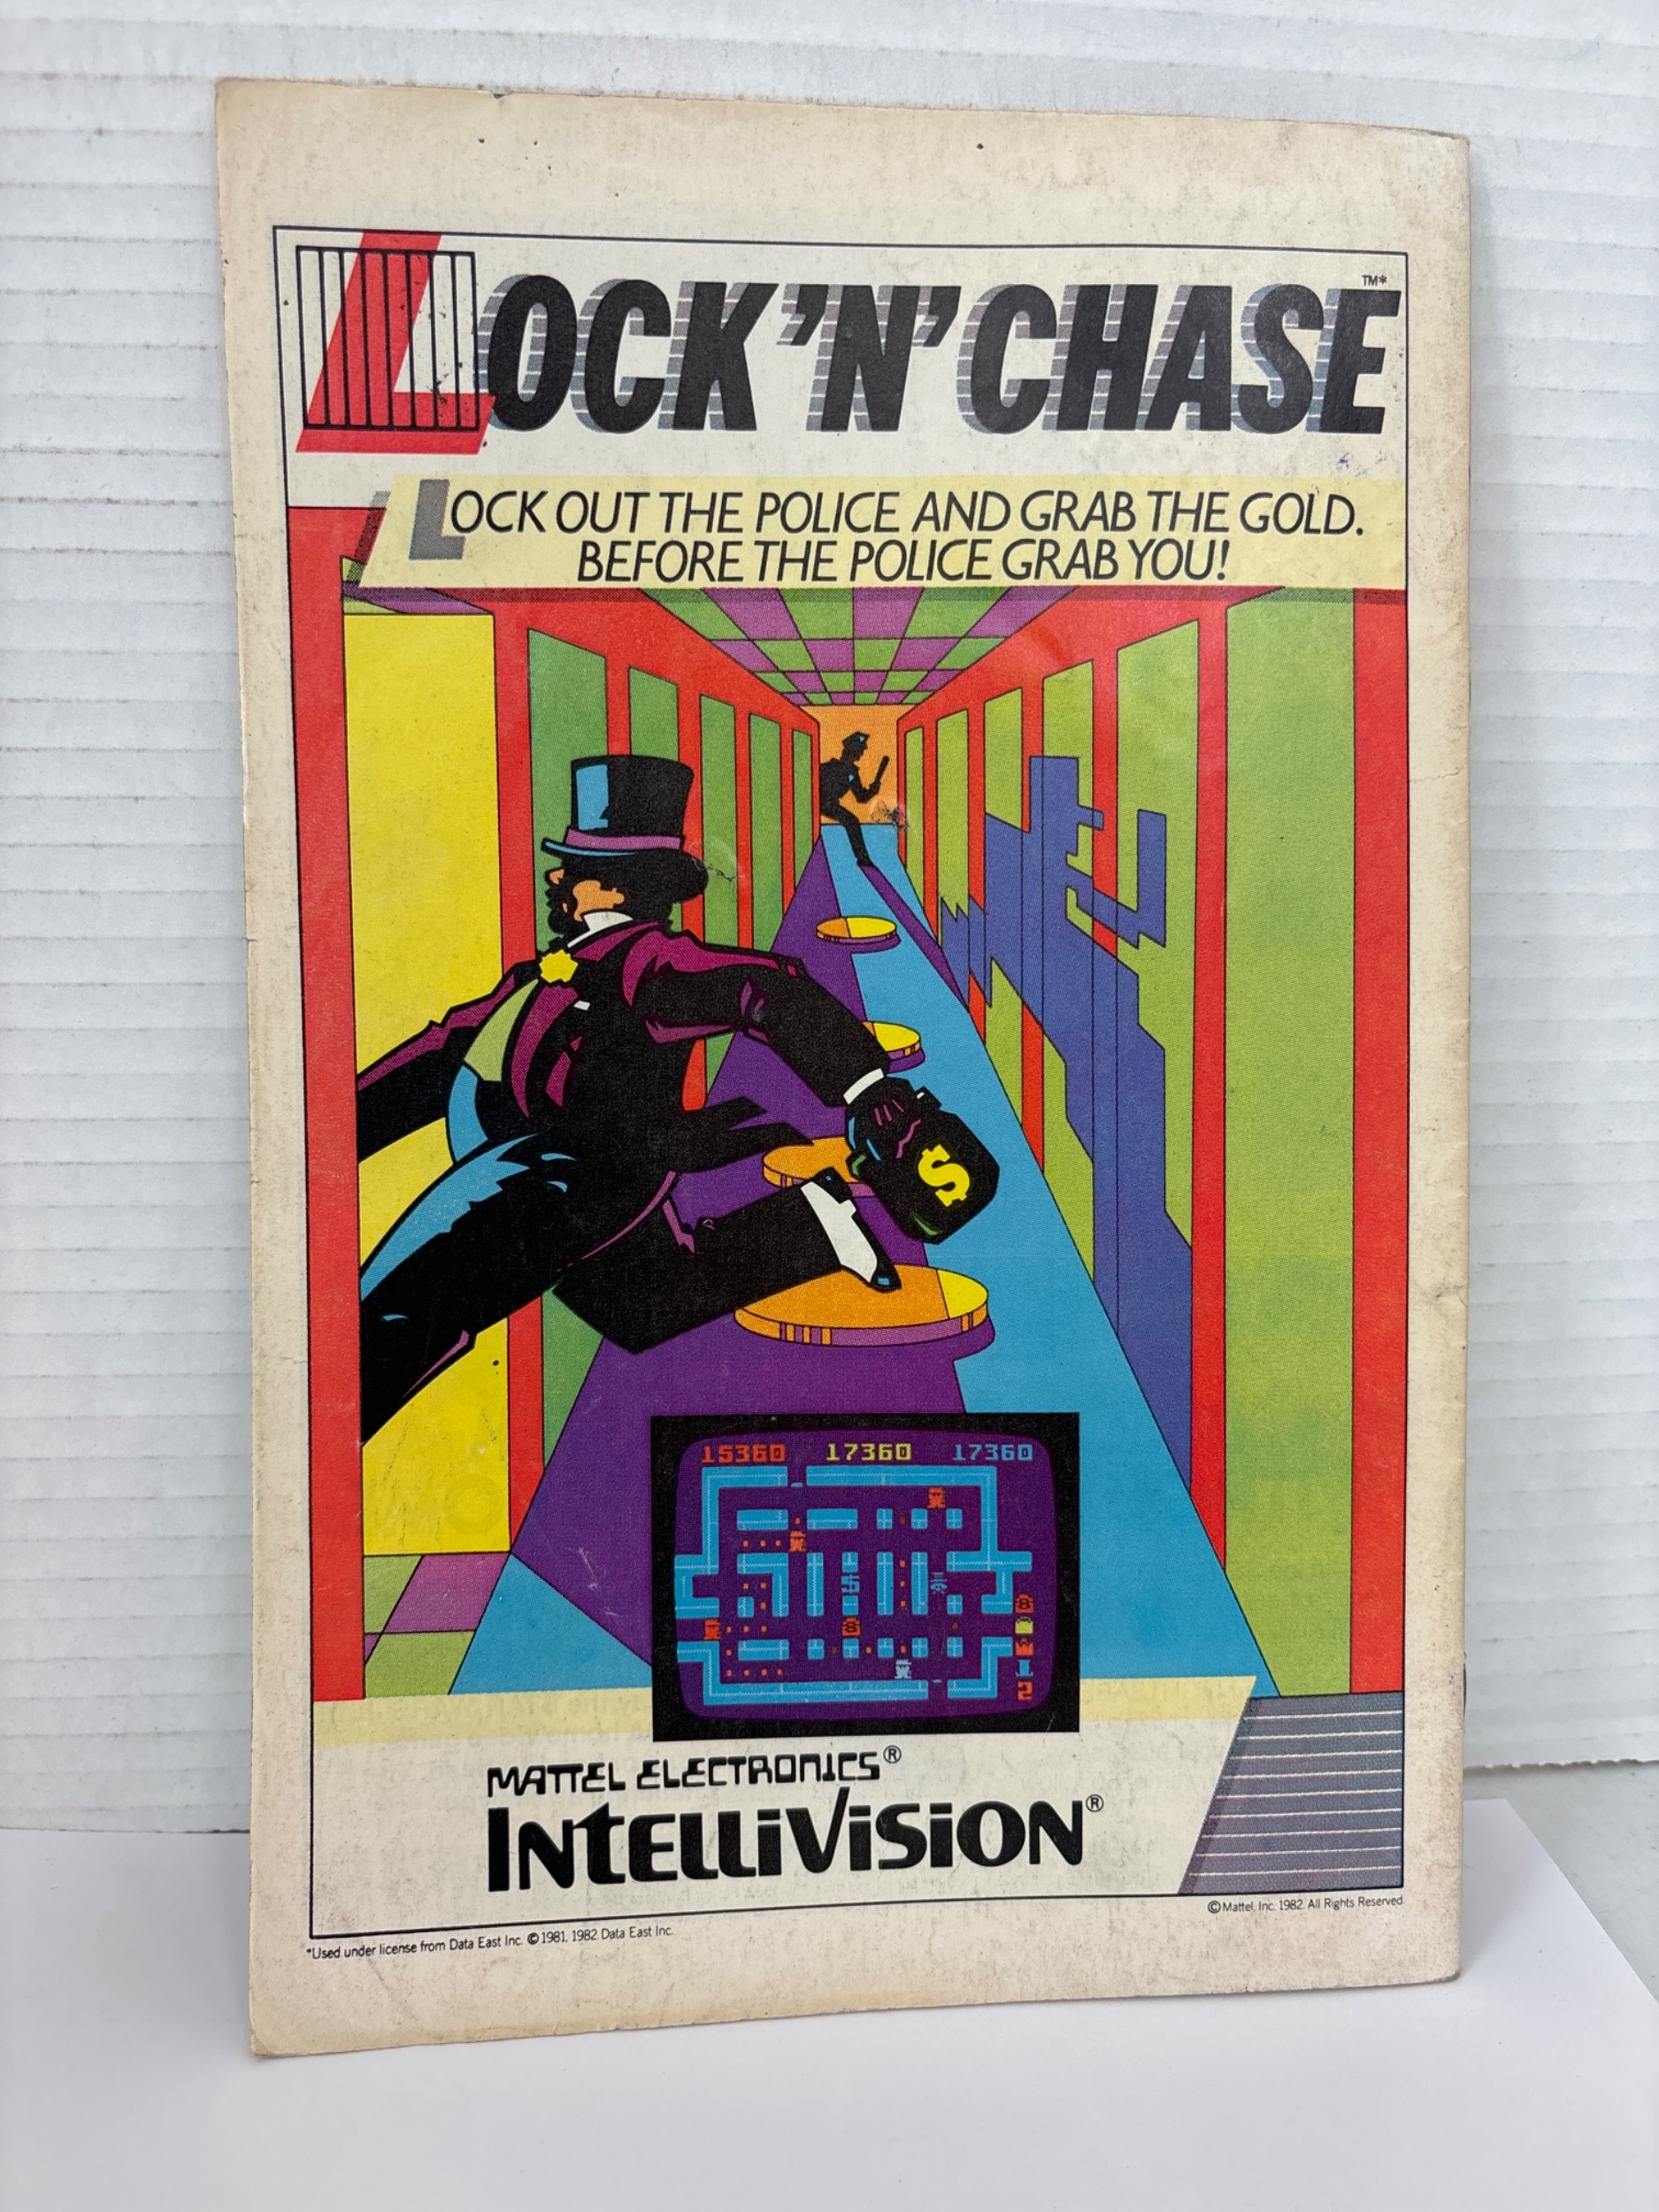 LOCK 'N' CHASE™*
LOCK OUT THE POLICE AND GRAB THE GOLD.
BEFORE THE POLICE GRAB YOU!
$
15360 17360 17360
2
MATTEL ELECTRONICS®
INTELLIVISION®
©Mattel, Inc. 1982. All Rights Reserved.
*Used under license from Data East Inc. © 1981, 1982 Data East Inc.